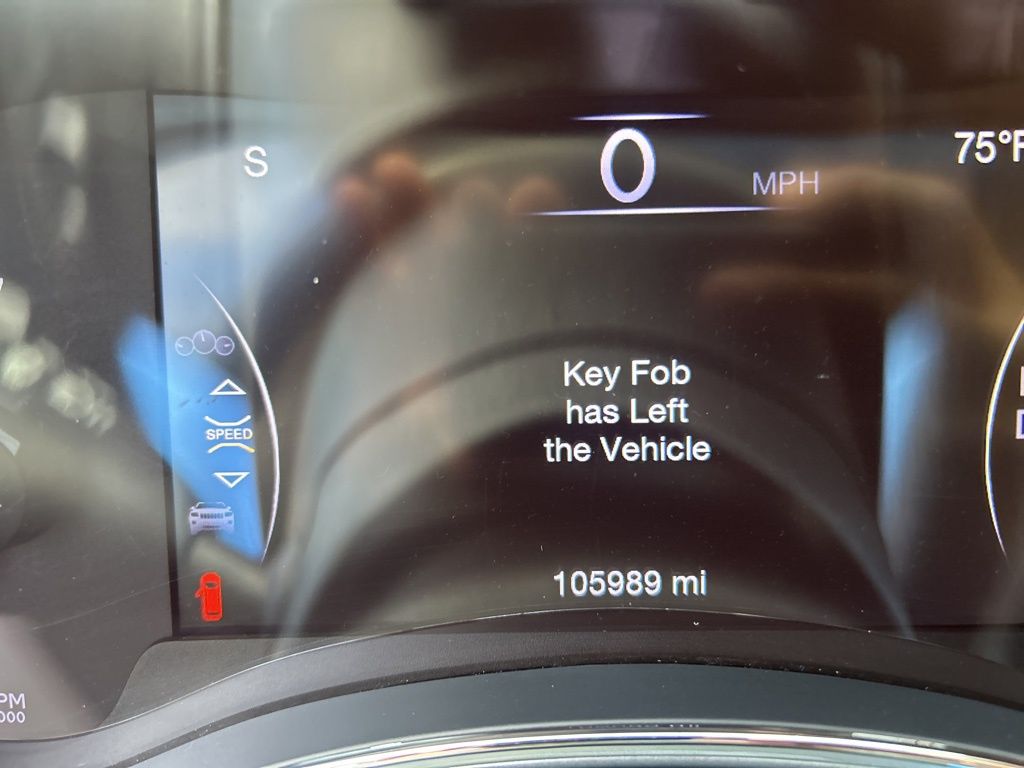 S
0
MPH
75°F
Key Fob
has Left
the Vehicle
SPEED
105989 mi